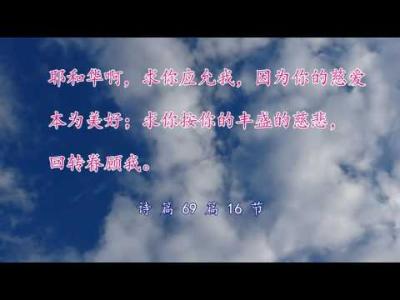 耶和华啊，求你应允我，因为你的慈爱
本为美好；求你按你的丰盛的慈悲，
回转眷顾我。
诗 篇 69 篇 16 节